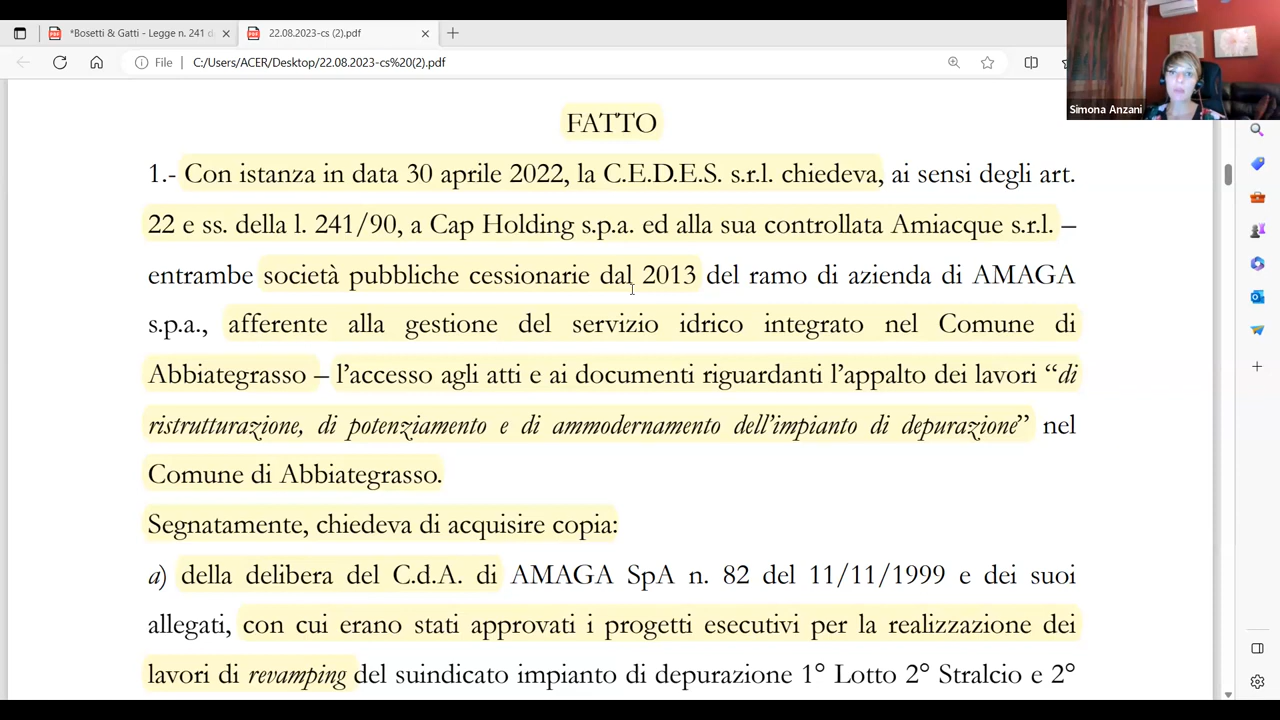 *Bosetti & Gatti - Legge n. 241 d
22.08.2023-cs (2).pdf
File
C:/Users/ACER/Desktop/22.08.2023-cs%20(2).pdf
Simona Anzani
FATTO
1.- Con istanza in data 30 aprile 2022, la C.E.D.E.S. s.r.l. chiedeva, ai sensi degli art.
22 e ss. della l. 241/90, a Cap Holding s.p.a. ed alla sua controllata Amiacque s.r.l. –
entrambe società pubbliche cessionarie dal 2013 del ramo di azienda di AMAGA
s.p.a., afferente alla gestione del servizio idrico integrato nel Comune di
Abbiategrasso – l’accesso agli atti e ai documenti riguardanti l’appalto dei lavori “di
ristrutturazione, di potenziamento e di ammodernamento dell’impianto di depurazione” nel
Comune di Abbiategrasso.
Segnatamente, chiedeva di acquisire copia:
a) della delibera del C.d.A. di AMAGA SpA n. 82 del 11/11/1999 e dei suoi
allegati, con cui erano stati approvati i progetti esecutivi per la realizzazione dei
lavori di revamping del suindicato impianto di depurazione 1° Lotto 2° Stralcio e 2°